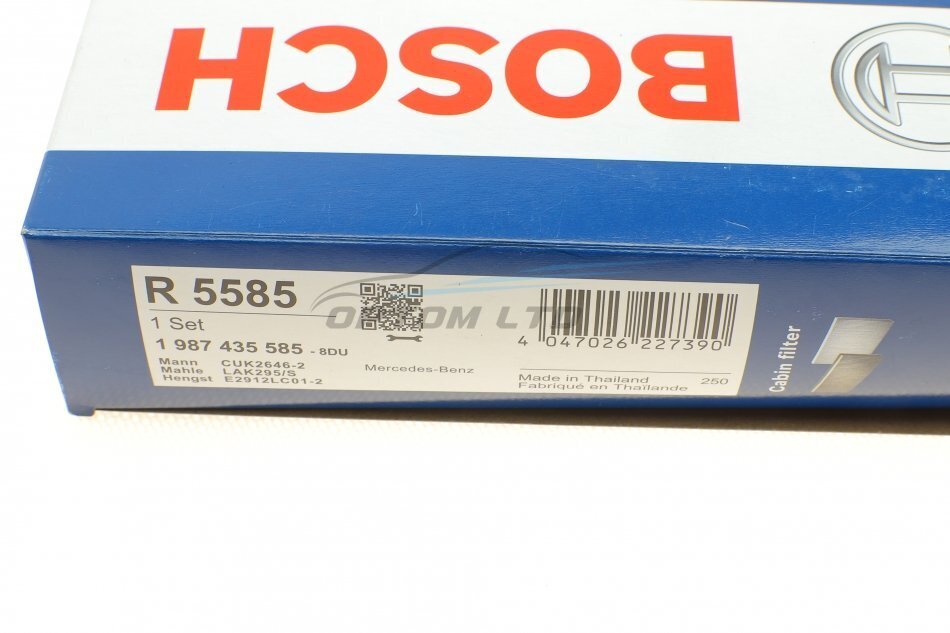 BOSCH
R 5585
1 Set
1 987 435 585 - 8DU
Mann CUK2646-2
Mahle LAK295/S
Hengst E2912LC01-2
Mercedes-Benz
4 047026 227390
Made in Thailand 250
Fabriqué en Thaïlande
Cabin filter